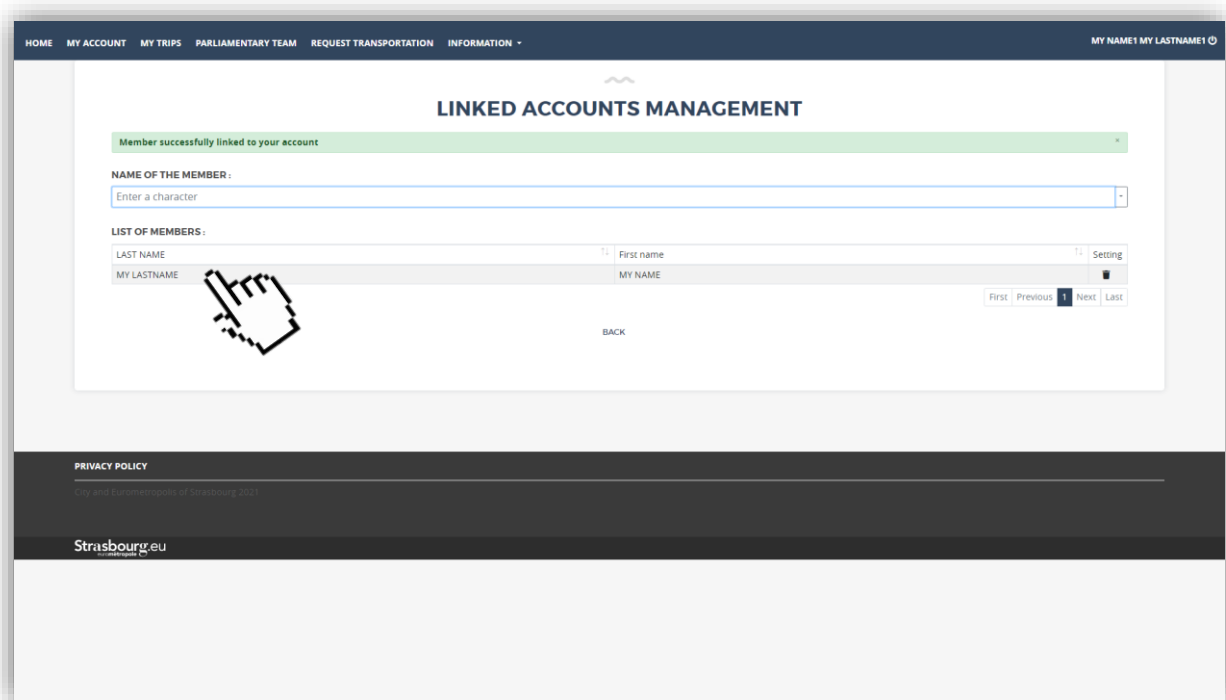 HOME MY ACCOUNT MY TRIPS PARLIAMENTARY TEAM REQUEST TRANSPORTATION INFORMATION MY NAME1 MY LASTNAME1
LINKED ACCOUNTS MANAGEMENT
Member successfully linked to your account ×
NAME OF THE MEMBER :
Enter a character
LIST OF MEMBERS :
LAST NAME First name Setting
MY LASTNAME MY NAME
First Previous 1 Next Last
BACK
PRIVACY POLICY
City and Eurometropolis of Strasbourg 2021
Strasbourg.eu
eurométropole